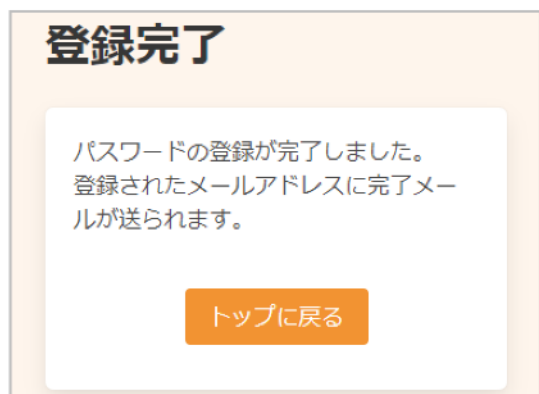 登録完了
パスワードの登録が完了しました。
登録されたメールアドレスに完了メー
ルが送られます。
トップに戻る